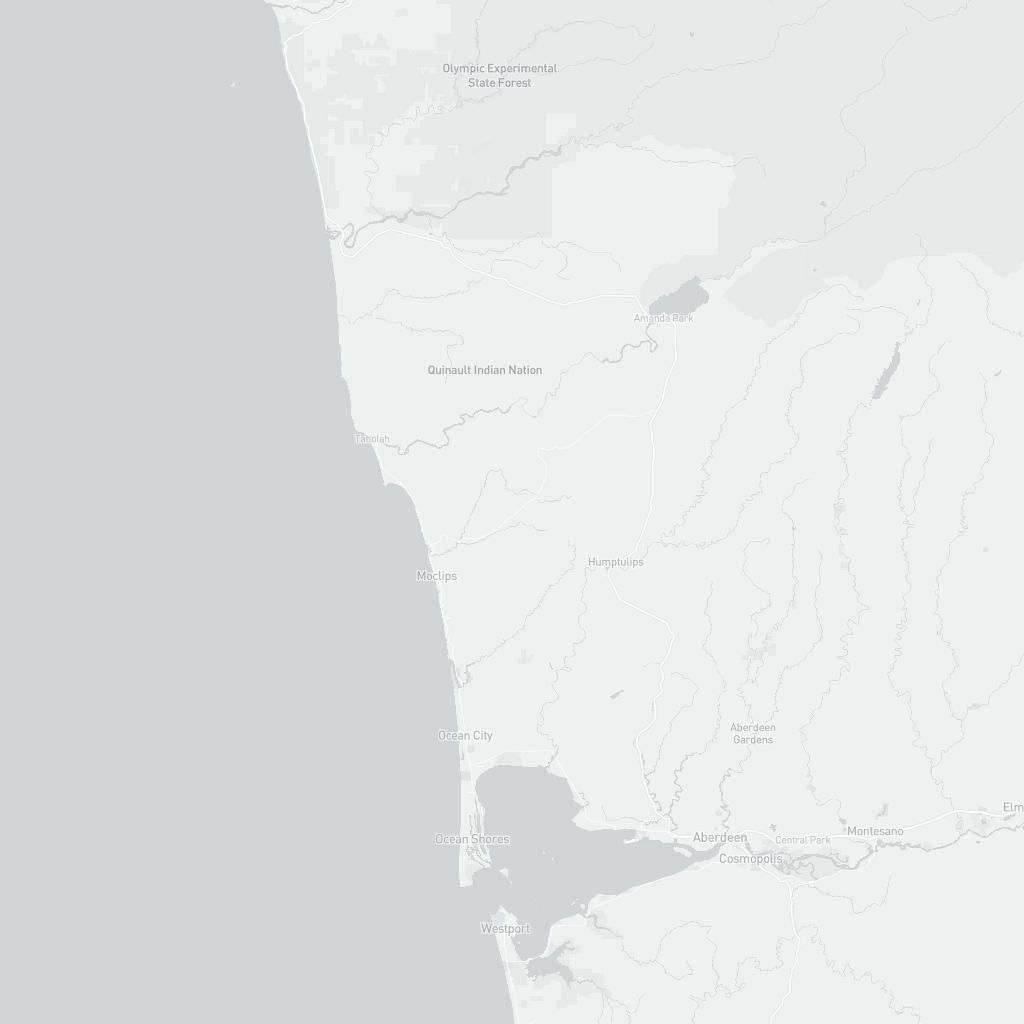 Olympic Experimental
State Forest
Amanda Park
Quinault Indian Nation
Taholah
Humptulips
Moclips
Aberdeen
Gardens
Ocean City
Elm
Montesano
Aberdeen
Central Park
Ocean Shores
Cosmopolis
Westport